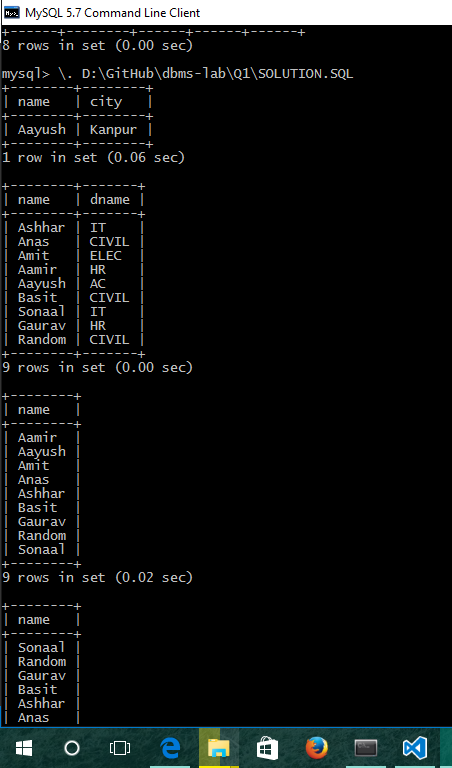 MySQL 5.7 Command Line Client
+------+--------+------+------+------+
8 rows in set (0.00 sec)
mysql> \. D:\GitHub\dbms-lab\Q1\SOLUTION.SQL
+--------+--------+
| name   | city   |
+--------+--------+
| Aayush | Kanpur |
+--------+--------+
1 row in set (0.06 sec)
+--------+-------+
| name   | dname |
+--------+-------+
| Ashhar | IT    |
| Anas   | CIVIL |
| Amit   | ELEC  |
| Aamir  | HR    |
| Aayush | AC    |
| Basit  | CIVIL |
| Sonaal | IT    |
| Gaurav | HR    |
| Random | CIVIL |
+--------+-------+
9 rows in set (0.00 sec)
+--------+
| name   |
+--------+
| Aamir  |
| Aayush |
| Amit   |
| Anas   |
| Ashhar |
| Basit  |
| Gaurav |
| Random |
| Sonaal |
+--------+
9 rows in set (0.02 sec)
+--------+
| name   |
+--------+
| Sonaal |
| Random |
| Gaurav |
| Basit  |
| Ashhar |
| Anas   |